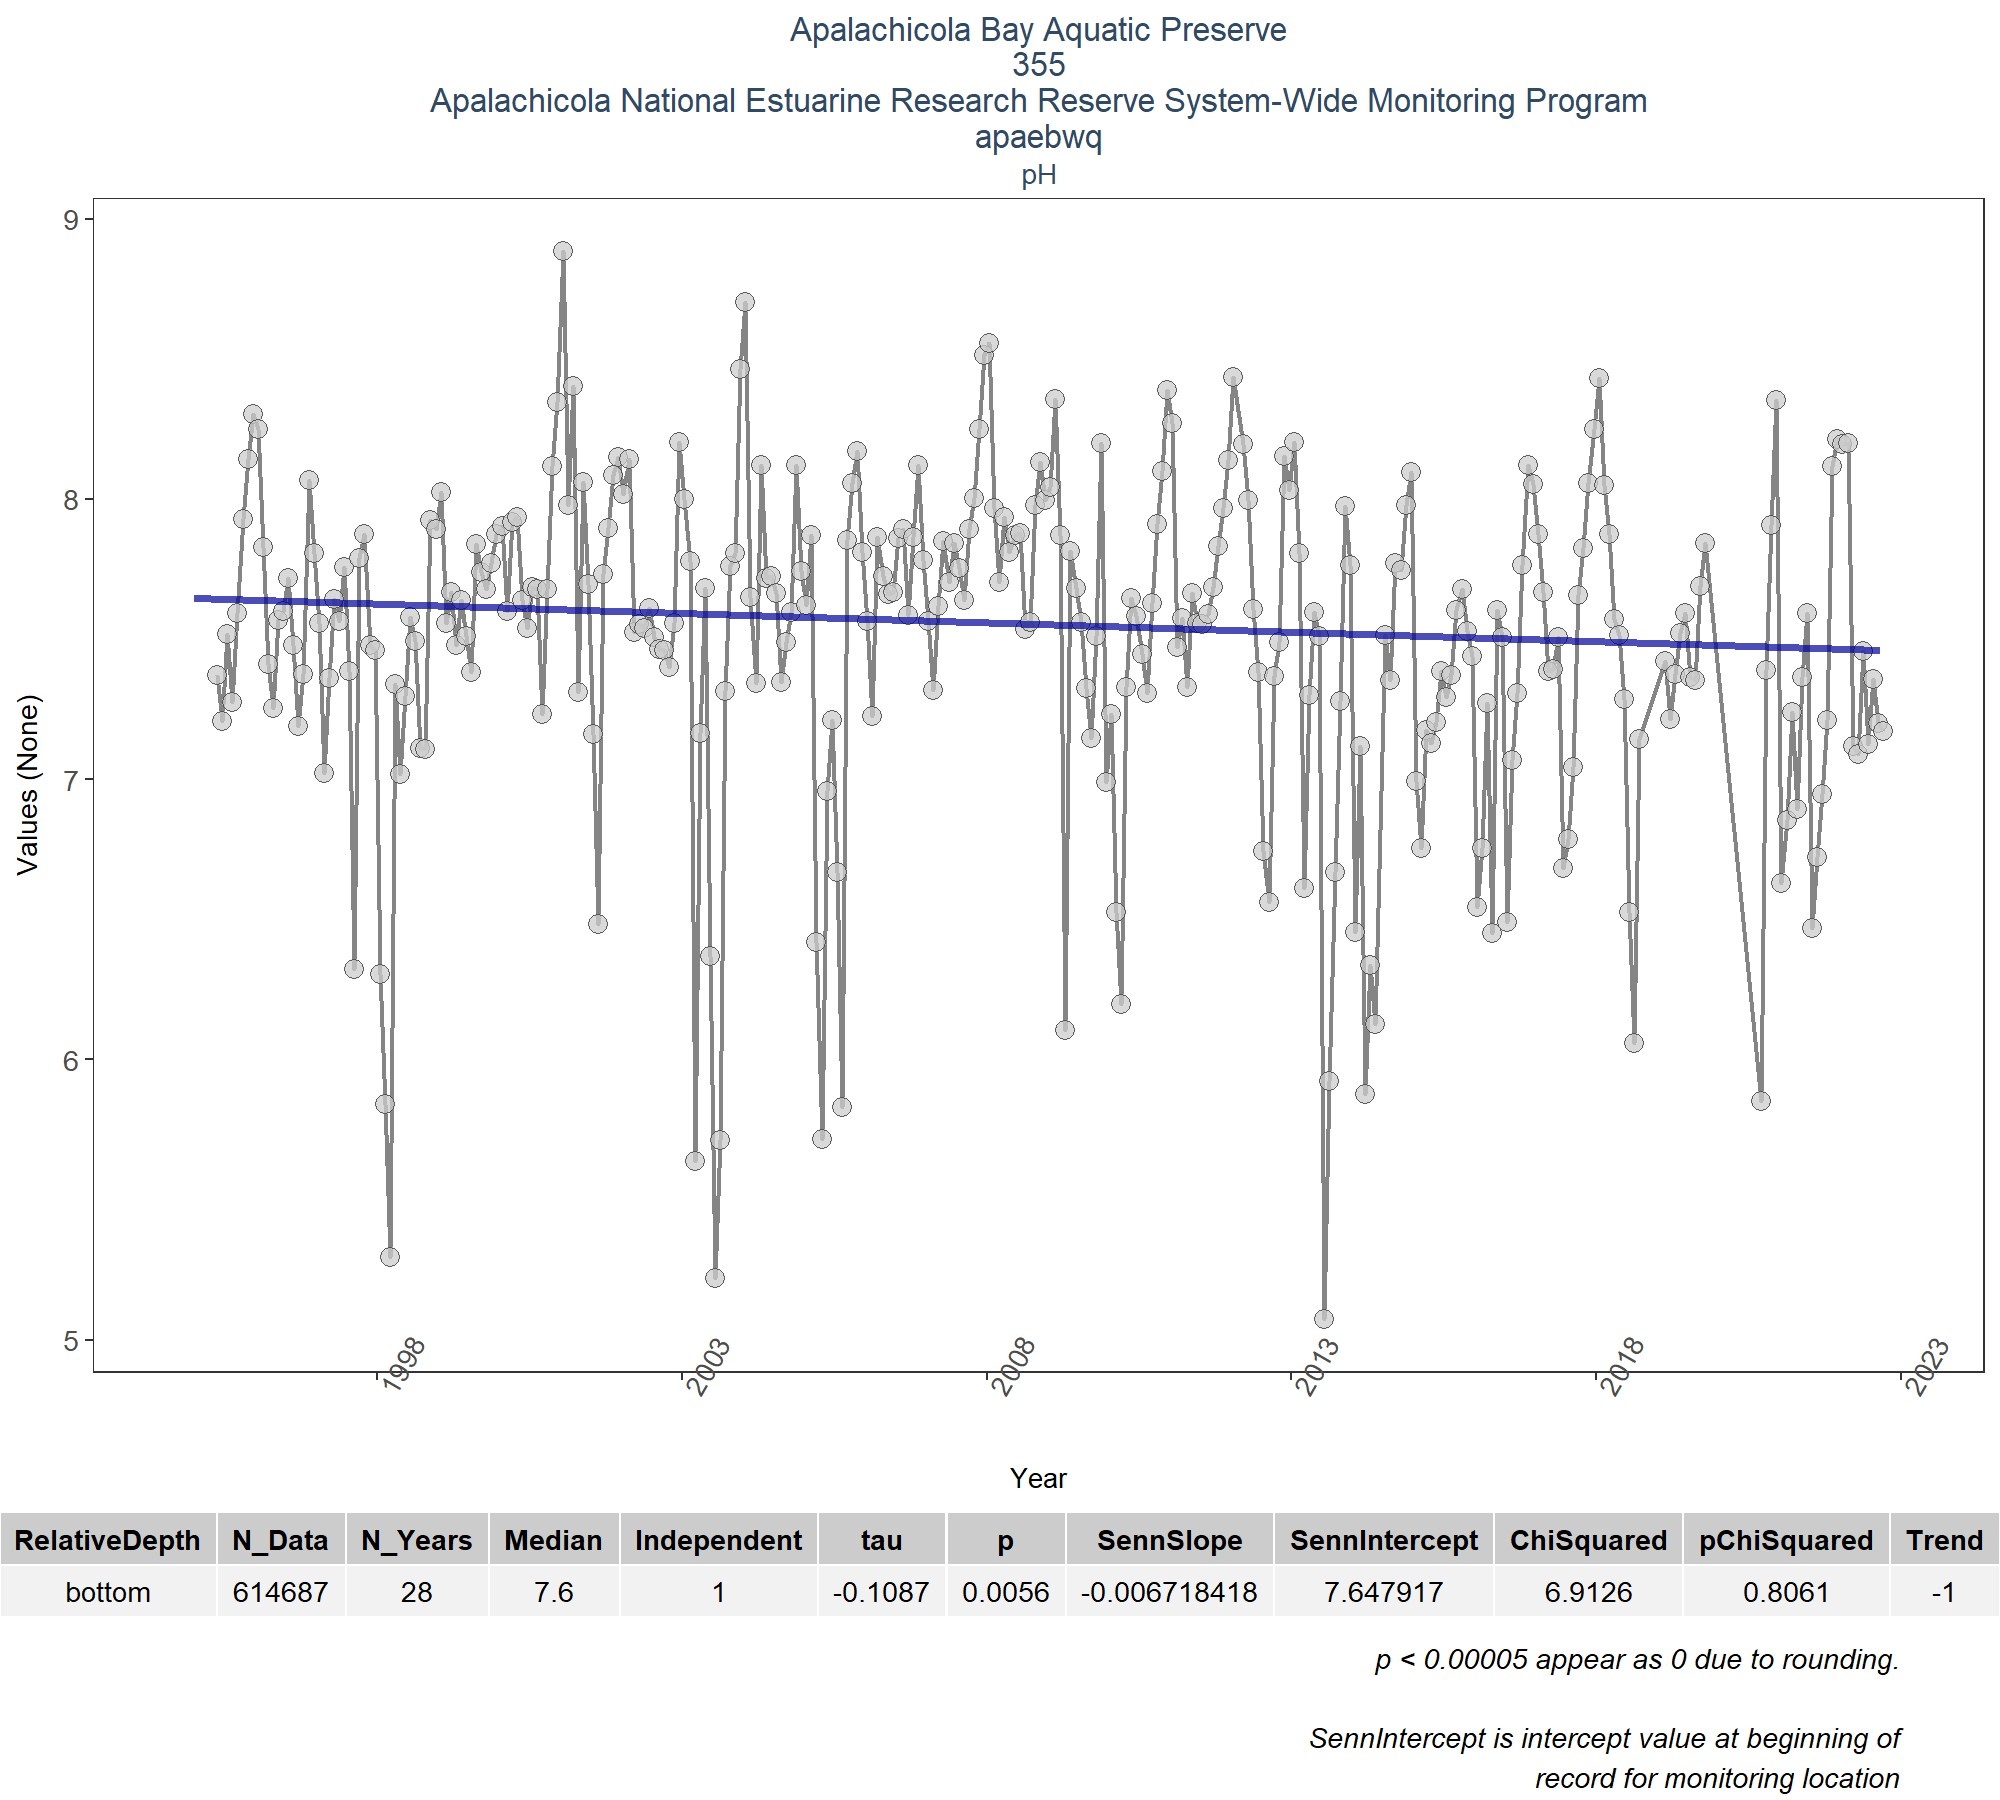 Apalachicola Bay Aquatic Preserve
355
Apalachicola National Estuarine Research Reserve System-Wide Monitoring Program
apaebwq
pH
9
8
7
6
5
Values (None)
1998 2003 2008 2013 2018 2023
Year
RelativeDepth N_Data N_Years Median Independent tau p SennSlope SennIntercept ChiSquared pChiSquared Trend
bottom 614687 28 7.6 1 -0.1087 0.0056 -0.006718418 7.647917 6.9126 0.8061 -1
p < 0.00005 appear as 0 due to rounding.
SennIntercept is intercept value at beginning of
record for monitoring location